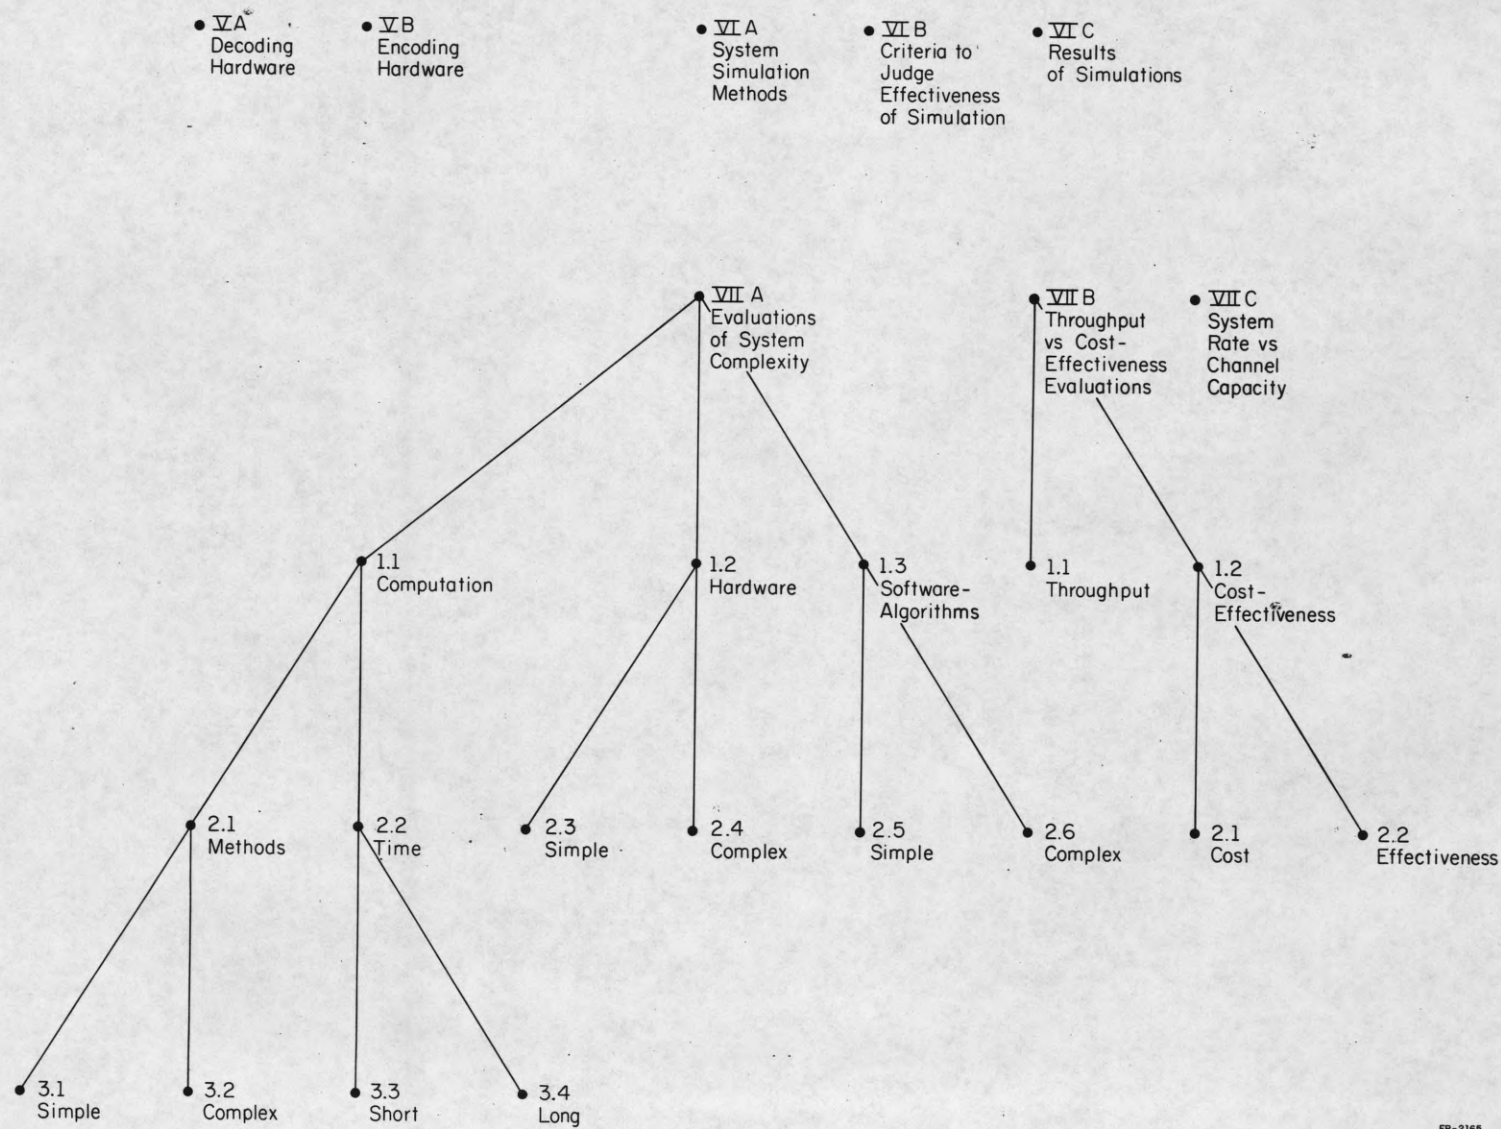 VA
Decoding
Hardware
VB
Encoding
Hardware
VI A
System
Simulation
Methods
VI B
Criteria to
Judge
Effectiveness
of Simulation
VI C
Results
of Simulations
VII A
Evaluations
of System
Complexity
VII B
Throughput
vs Cost-
Effectiveness
Evaluations
VII C
System
Rate vs
Channel
Capacity
1.1
Computation
1.2
Hardware
1.3
Software-
Algorithms
1.1
Throughput
1.2
Cost-
Effectiveness
2.1
Methods
2.2
Time
2.3
Simple
2.4
Complex
2.5
Simple
2.6
Complex
2.1
Cost
2.2
Effectiveness
3.1
Simple
3.2
Complex
3.3
Short
3.4
Long